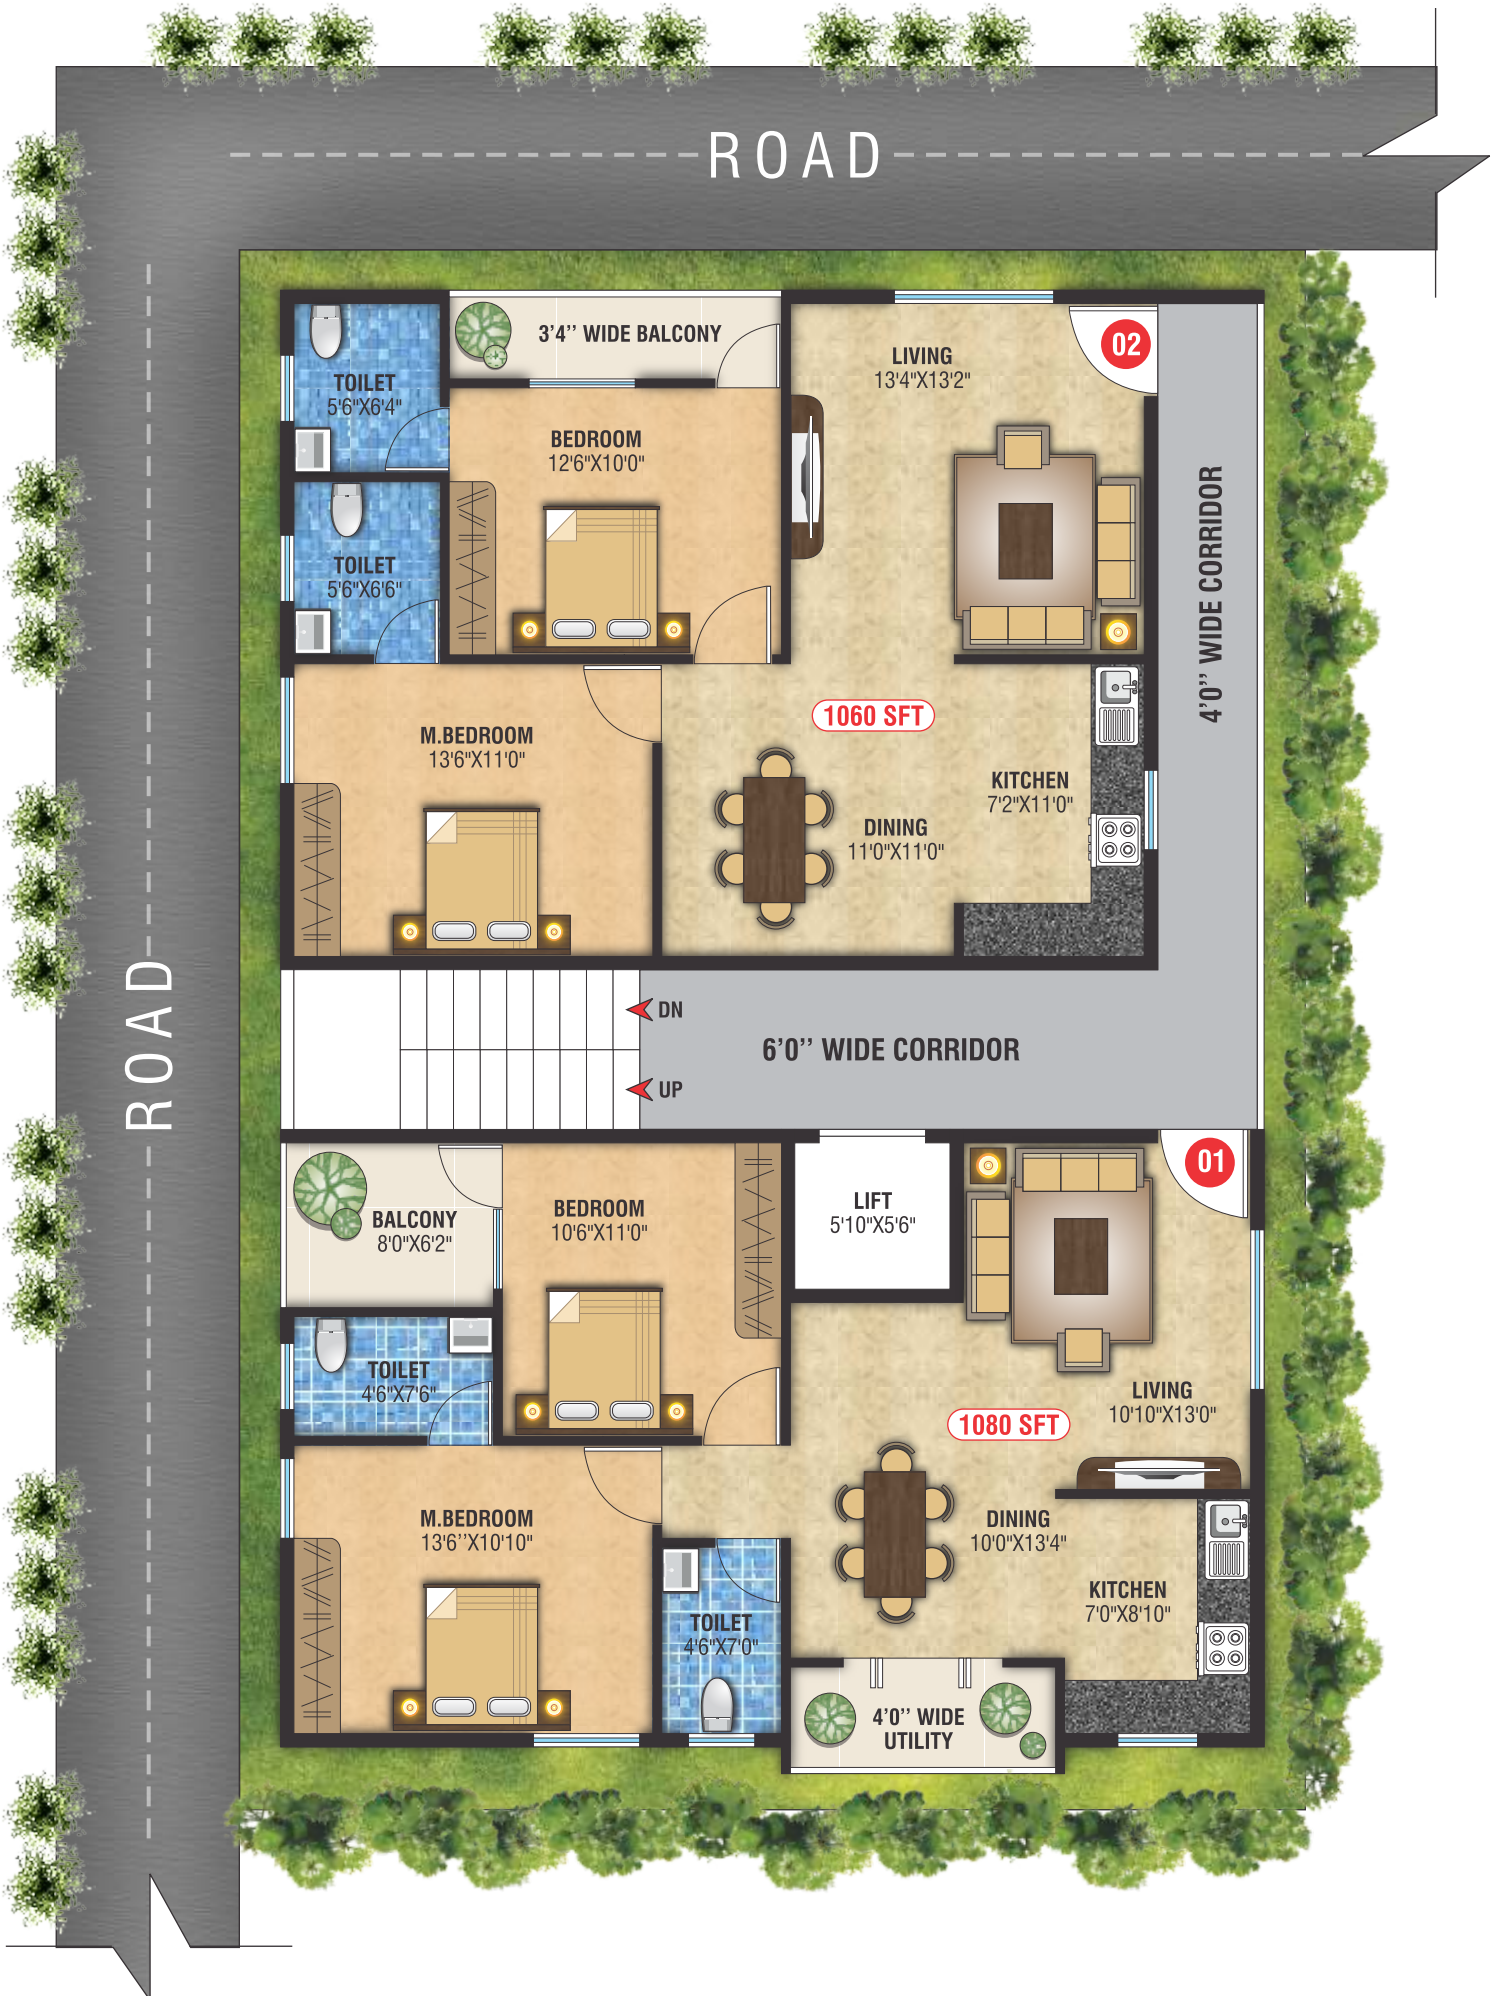 ROAD
02
3'4'' WIDE BALCONY
LIVING
13'4"X13'2"
TOILET
5'6"X6'4"
BEDROOM
12'6"X10'0"
4'0'' WIDE CORRIDOR
TOILET
5'6"X6'6"
1060 SFT
M.BEDROOM
13'6"X11'0"
KITCHEN
7'2"X11'0"
DINING
11'0"X11'0"
ROAD
DN
6'0'' WIDE CORRIDOR
UP
01
LIFT
5'10"X5'6"
BEDROOM
10'6"X11'0"
BALCONY
8'0"X6'2"
TOILET
4'6"X7'6"
LIVING
10'10"X13'0"
1080 SFT
M.BEDROOM
13'6''X10'10"
DINING
10'0"X13'4"
KITCHEN
7'0"X8'10"
TOILET
4'6"X7'0"
4'0'' WIDE
UTILITY